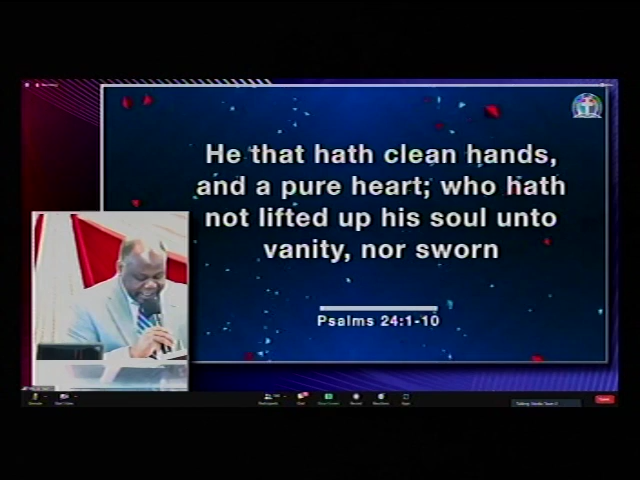 He that hath clean hands,
and a pure heart; who hath
not lifted up his soul unto
vanity, nor sworn
Psalms 24:1-10